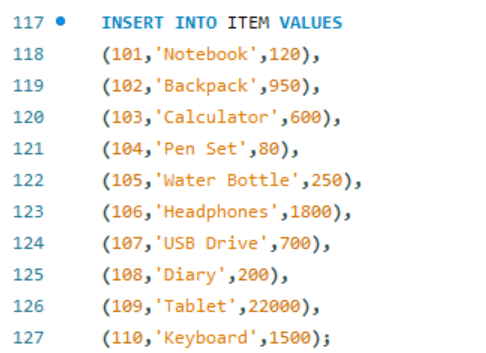 117 INSERT INTO ITEM VALUES
118 (101,'Notebook',120),
119 (102,'Backpack',950),
120 (103,'Calculator',600),
121 (104,'Pen Set',80),
122 (105,'Water Bottle',250),
123 (106,'Headphones',1800),
124 (107,'USB Drive',700),
125 (108,'Diary',200),
126 (109,'Tablet',22000),
127 (110,'Keyboard',1500);